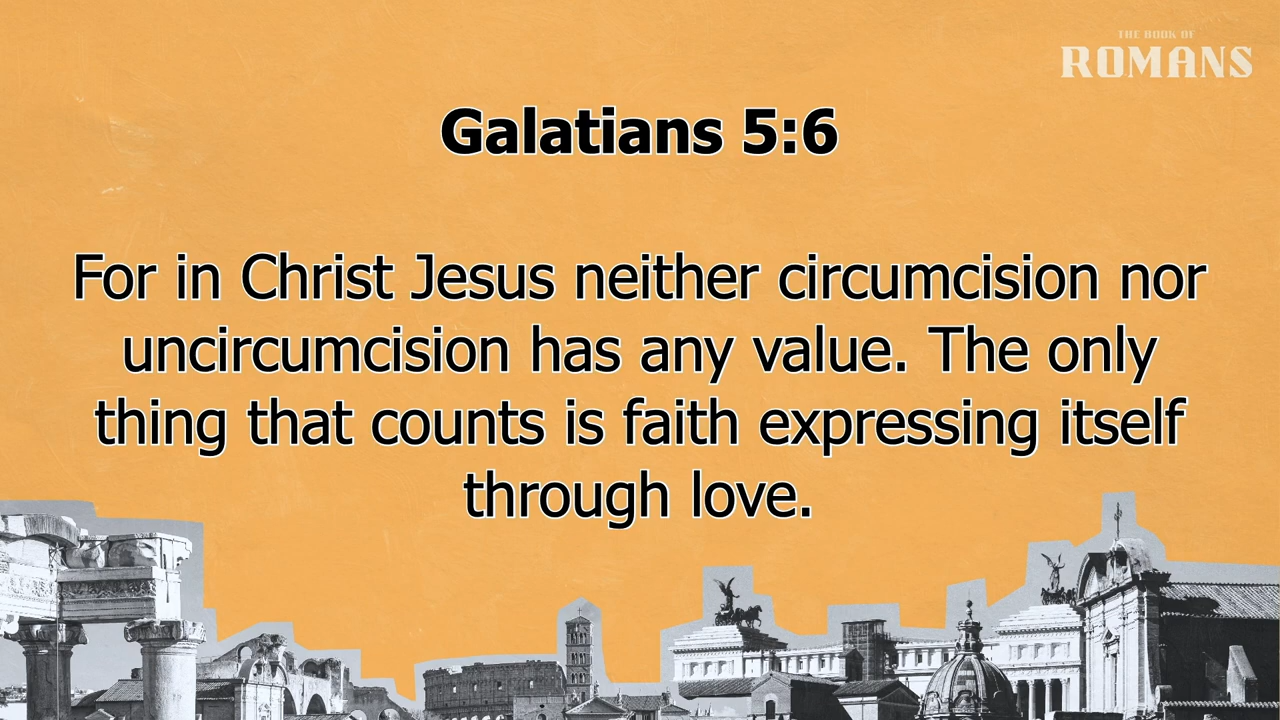 THE BOOK OF
ROMANS
Galatians 5:6
For in Christ Jesus neither circumcision nor
uncircumcision has any value. The only
thing that counts is faith expressing itself
through love.